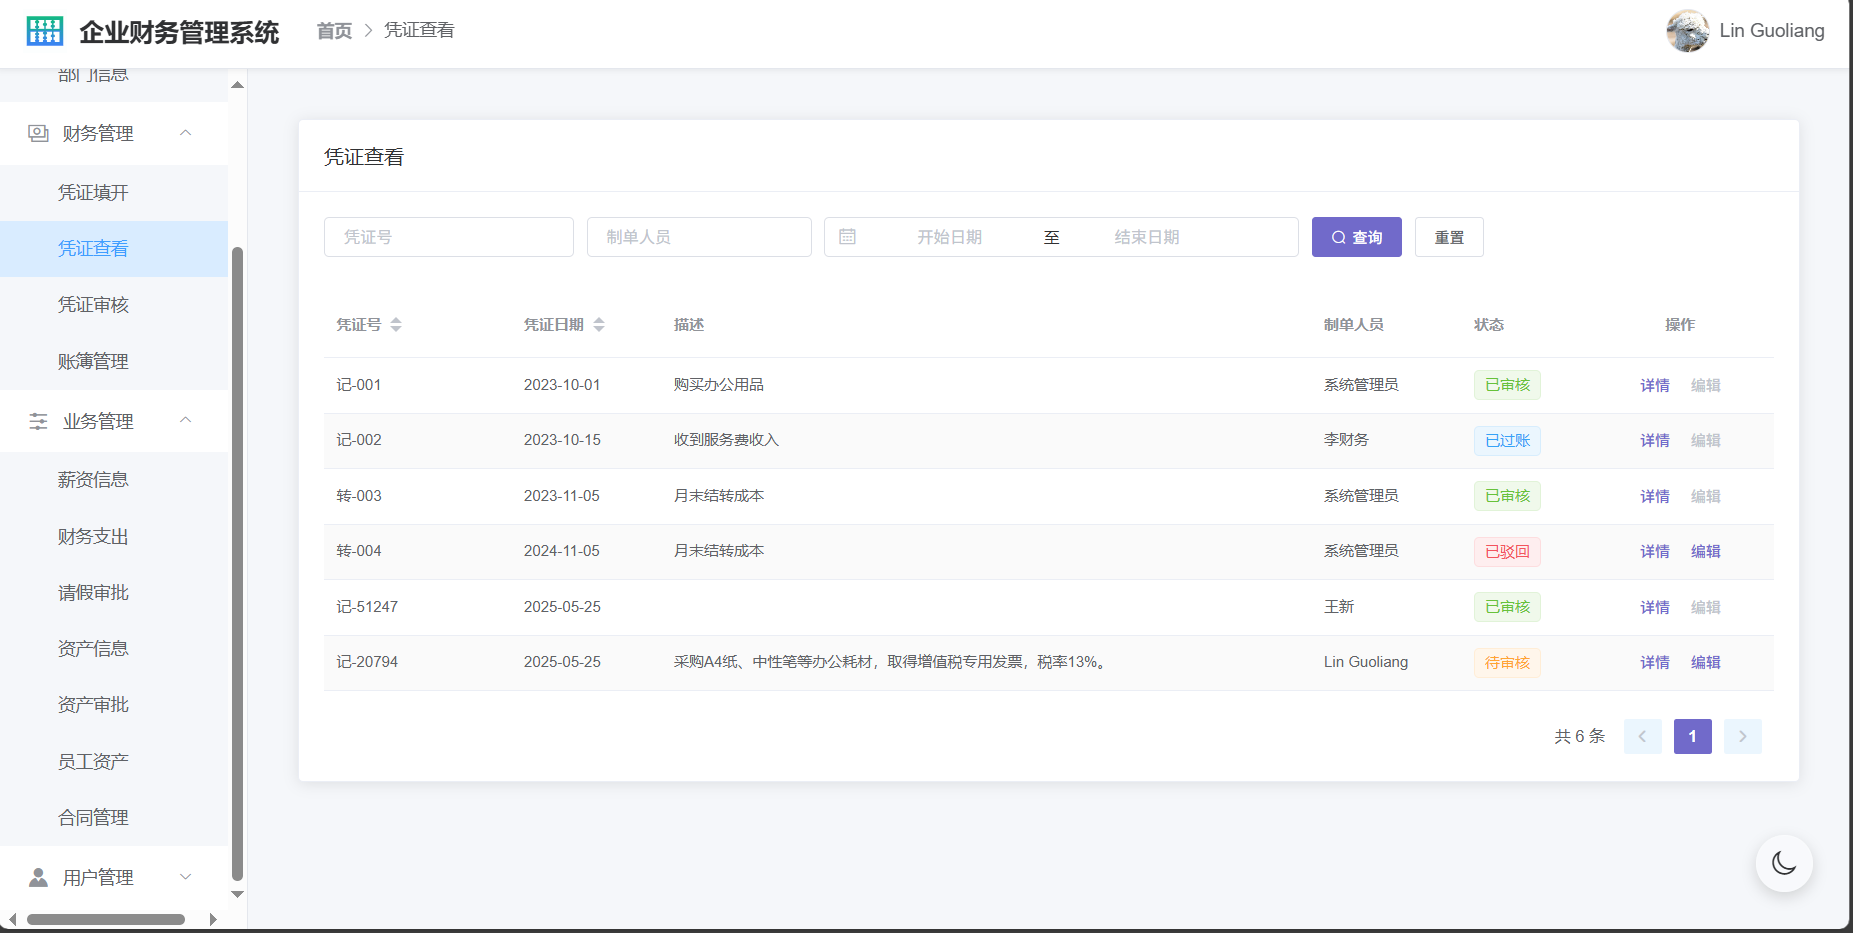 企业财务管理系统
首页 > 凭证查看
Lin Guoliang
部门信息
财务管理
凭证填开
凭证查看
凭证审核
账簿管理
业务管理
薪资信息
财务支出
请假审批
资产信息
资产审批
员工资产
合同管理
用户管理
凭证查看
凭证号 制单人员 开始日期 至 结束日期 查询 重置
凭证号 凭证日期 描述 制单人员 状态 操作
记-001 2023-10-01 购买办公用品 系统管理员 已审核 详情 编辑
记-002 2023-10-15 收到服务费收入 李财务 已过账 详情 编辑
转-003 2023-11-05 月末结转成本 系统管理员 已审核 详情 编辑
转-004 2024-11-05 月末结转成本 系统管理员 已驳回 详情 编辑
记-51247 2025-05-25 王新 已审核 详情 编辑
记-20794 2025-05-25 采购A4纸、中性笔等办公耗材，取得增值税专用发票，税率13%。 Lin Guoliang 待审核 详情 编辑
共 6 条 1